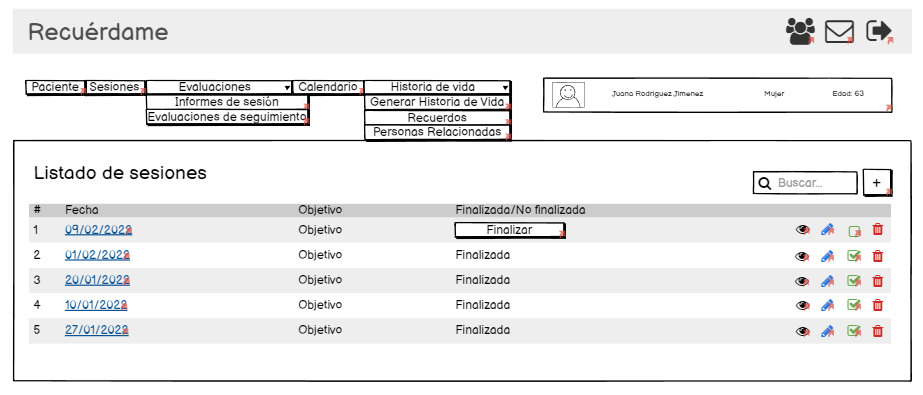 Recuérdame
Paciente Sesiones Evaluaciones Calendario Historia de vida
Informes de sesión
Evaluaciones de seguimiento
Generar Historia de Vida
Recuerdos
Personas Relacionadas
Juana Rodriguez Jimenez Mujer Edad: 63
Listado de sesiones
Buscar... +
# Fecha Objetivo Finalizada/No finalizada
1 09/02/2022 Objetivo Finalizar
2 01/02/2022 Objetivo Finalizada
3 20/01/2022 Objetivo Finalizada
4 10/01/2022 Objetivo Finalizada
5 27/01/2022 Objetivo Finalizada